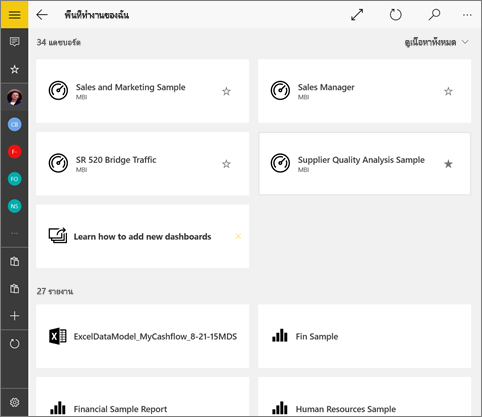 พื้นที่ทำงานของฉัน
34 แดชบอร์ด
ดูเนื้อหาทั้งหมด
Sales and Marketing Sample
MBI
Sales Manager
MBI
SR 520 Bridge Traffic
MBI
Supplier Quality Analysis Sample
MBI
Learn how to add new dashboards
CB
F-
FO
NS
27 รายงาน
ExcelDataModel_MyCashflow_8-21-15MDS
Fin Sample
Financial Sample Report
Human Resources Sample